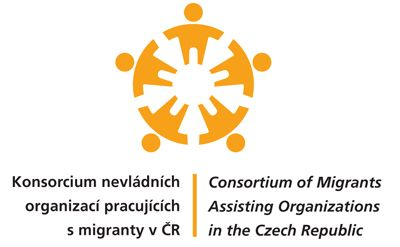 Konsorcium nevládních
organizací pracujících
s migranty v ČR
Consortium of Migrants
Assisting Organizations
in the Czech Republic